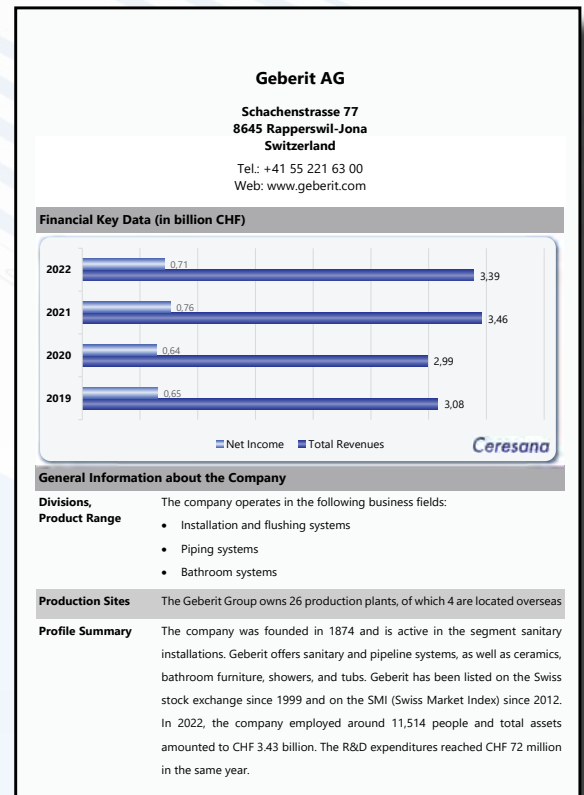 Geberit AG
Schachenstrasse 77
8645 Rapperswil-Jona
Switzerland
Tel.: +41 55 221 63 00
Web: www.geberit.com
Financial Key Data (in billion CHF)
2022
0,71
3,39
2021
0,76
3,46
2020
0,64
2,99
2019
0,65
3,08
Net Income Total Revenues
Ceresana
General Information about the Company
Divisions, Product Range
The company operates in the following business fields:
• Installation and flushing systems
• Piping systems
• Bathroom systems
Production Sites The Geberit Group owns 26 production plants, of which 4 are located overseas
Profile Summary The company was founded in 1874 and is active in the segment sanitary
installations. Geberit offers sanitary and pipeline systems, as well as ceramics,
bathroom furniture, showers, and tubs. Geberit has been listed on the Swiss
stock exchange since 1999 and on the SMI (Swiss Market Index) since 2012.
In 2022, the company employed around 11,514 people and total assets
amounted to CHF 3.43 billion. The R&D expenditures reached CHF 72 million
in the same year.